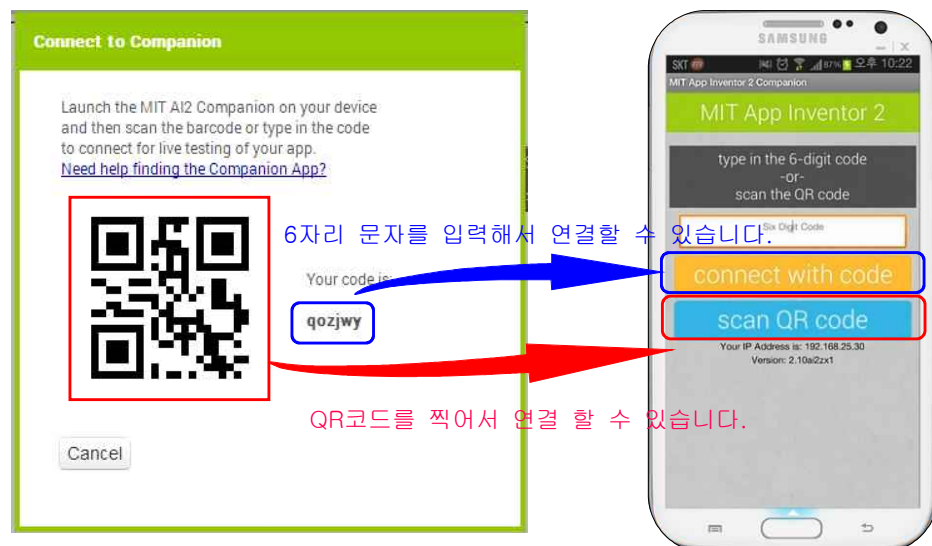 Connect to Companion
Launch the MIT AI2 Companion on your device
and then scan the barcode or type in the code
to connect for live testing of your app.
Need help finding the Companion App?
6자리 문자를 입력해서 연결할 수 있습니다.
Your code is:
qozjwy
QR코드를 찍어서 연결 할 수 있습니다.
Cancel
SAMSUNG
SKT 87% 오후 10:22
MIT App Inventor 2 Companion
MIT App Inventor 2
type in the 6-digit code
-or-
scan the QR code
Six Digit Code
connect with code
scan QR code
Your IP Address is: 192.168.25.30
Version: 2.10ai2zx1